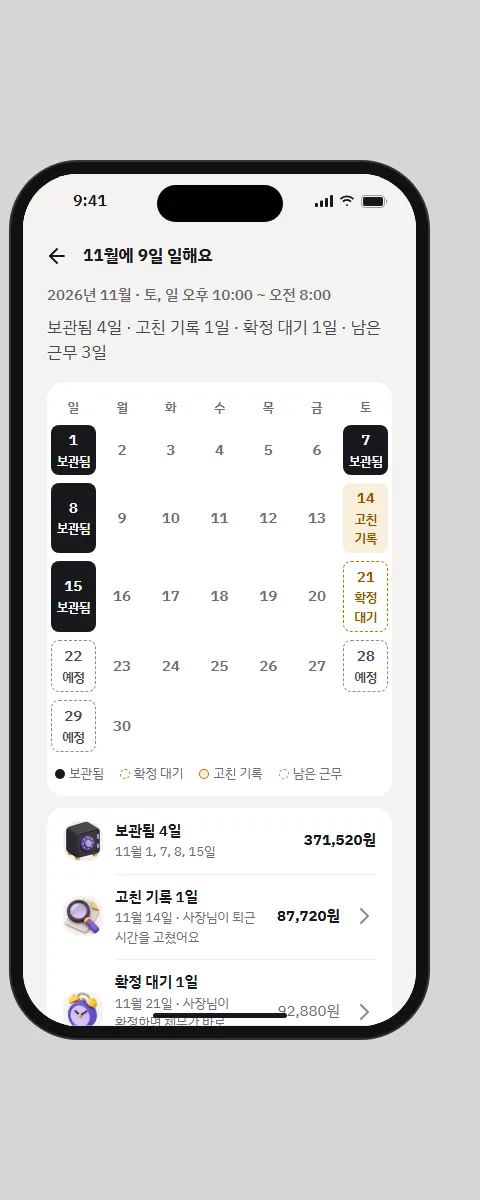 9:41
11월에 9일 일해요
2026년 11월 · 토, 일 오후 10:00 ~ 오전 8:00
보관됨 4일 · 고친 기록 1일 · 확정 대기 1일 · 남은
근무 3일
일 월 화 수 목 금 토
1 2 3 4 5 6 7
보관됨 보관됨
8 9 10 11 12 13 14
보관됨 고친
기록
15 16 17 18 19 20 21
보관됨 확정
대기
22 23 24 25 26 27 28
예정 예정
29 30
예정
보관됨 확정 대기 고친 기록 남은 근무
보관됨 4일
11월 1, 7, 8, 15일
371,520원
고친 기록 1일
11월 14일 · 사장님이 퇴근
시간을 고쳤어요
87,720원
확정 대기 1일
11월 21일 · 사장님이
92,880원
확정하면